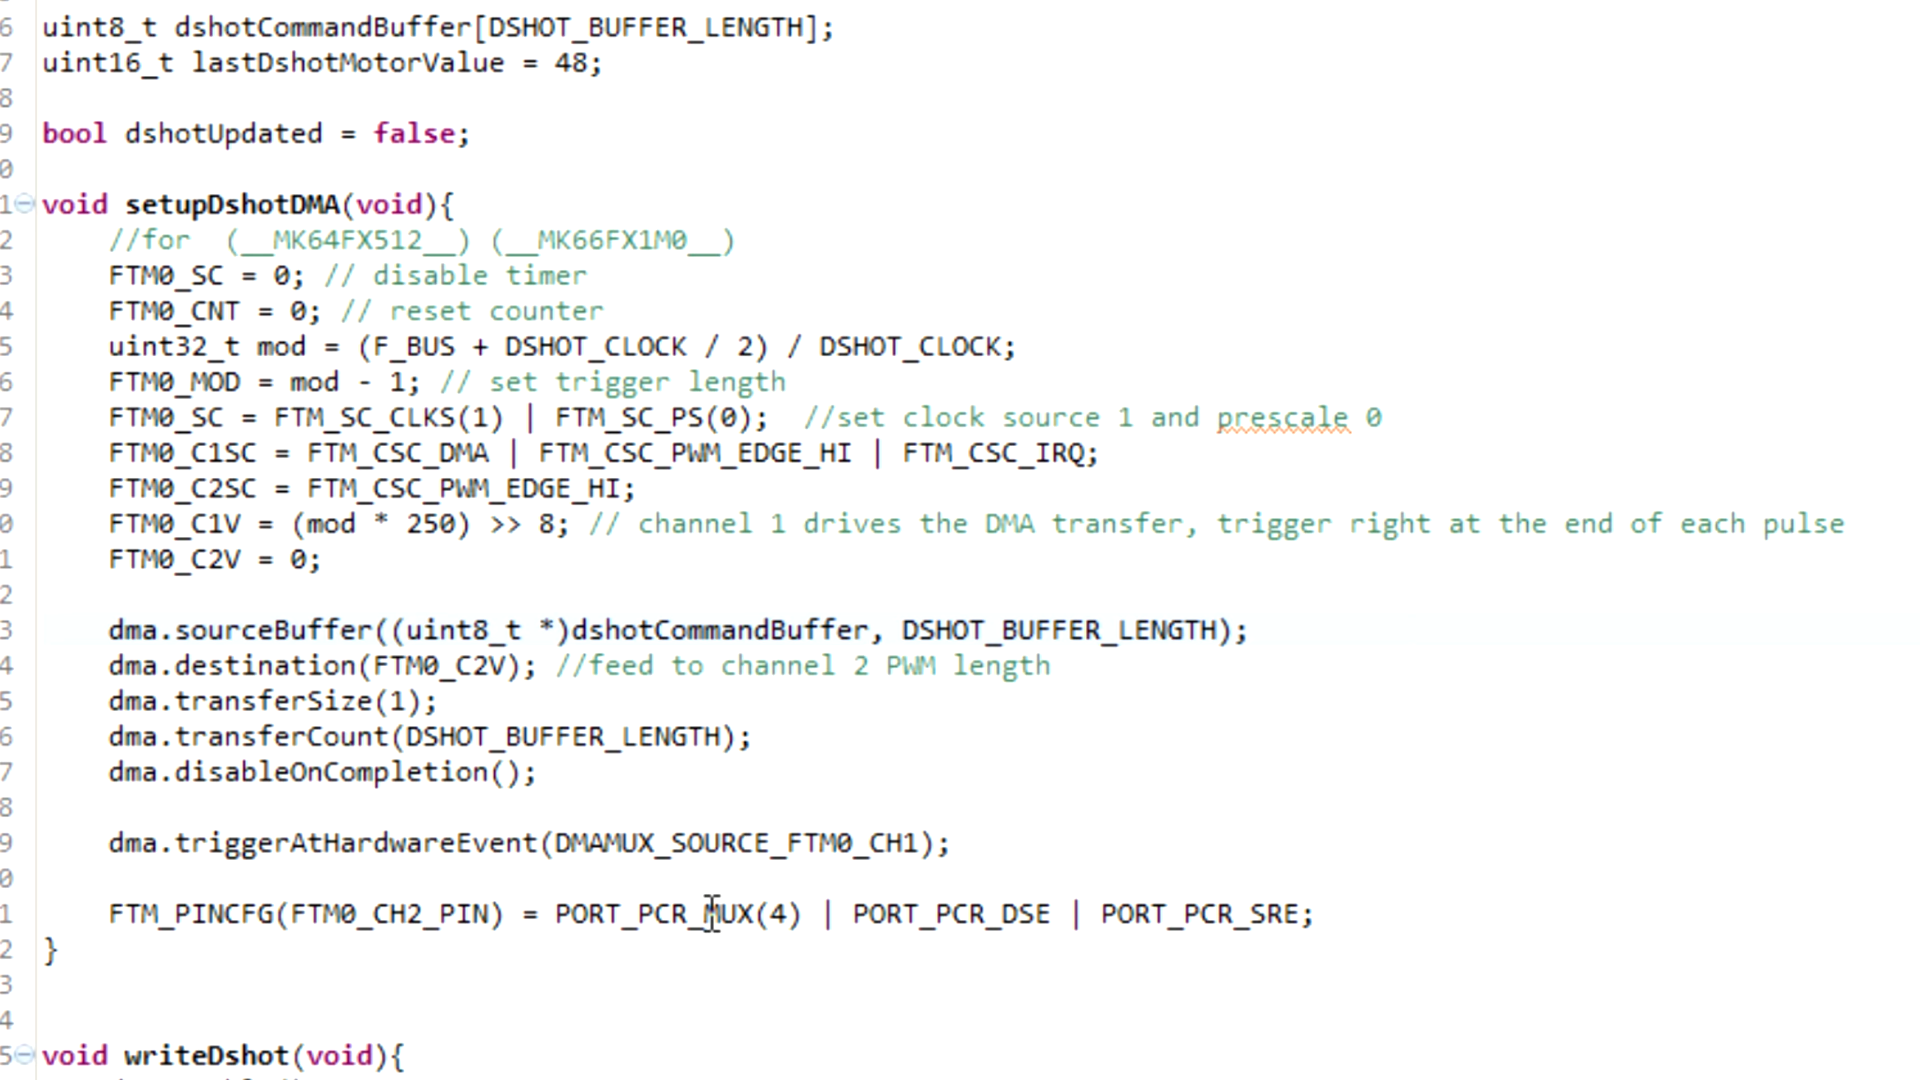 6 uint8_t dshotCommandBuffer[DSHOT_BUFFER_LENGTH];
7 uint16_t lastDshotMotorValue = 48;
8
9 bool dshotUpdated = false;
0
1 void setupDshotDMA(void){
2 //for  (__MK64FX512__) (__MK66FX1M0__)
3 FTM0_SC = 0; // disable timer
4 FTM0_CNT = 0; // reset counter
5 uint32_t mod = (F_BUS + DSHOT_CLOCK / 2) / DSHOT_CLOCK;
6 FTM0_MOD = mod - 1; // set trigger length
7 FTM0_SC = FTM_SC_CLKS(1) | FTM_SC_PS(0);  //set clock source 1 and prescale 0
8 FTM0_C1SC = FTM_CSC_DMA | FTM_CSC_PWM_EDGE_HI | FTM_CSC_IRQ;
9 FTM0_C2SC = FTM_CSC_PWM_EDGE_HI;
0 FTM0_C1V = (mod * 250) >> 8; // channel 1 drives the DMA transfer, trigger right at the end of each pulse
1 FTM0_C2V = 0;
2
3 dma.sourceBuffer((uint8_t *)dshotCommandBuffer, DSHOT_BUFFER_LENGTH);
4 dma.destination(FTM0_C2V); //feed to channel 2 PWM length
5 dma.transferSize(1);
6 dma.transferCount(DSHOT_BUFFER_LENGTH);
7 dma.disableOnCompletion();
8
9 dma.triggerAtHardwareEvent(DMAMUX_SOURCE_FTM0_CH1);
0
1 FTM_PINCFG(FTM0_CH2_PIN) = PORT_PCR_MUX(4) | PORT_PCR_DSE | PORT_PCR_SRE;
2 }
3
4
5 void writeDshot(void){